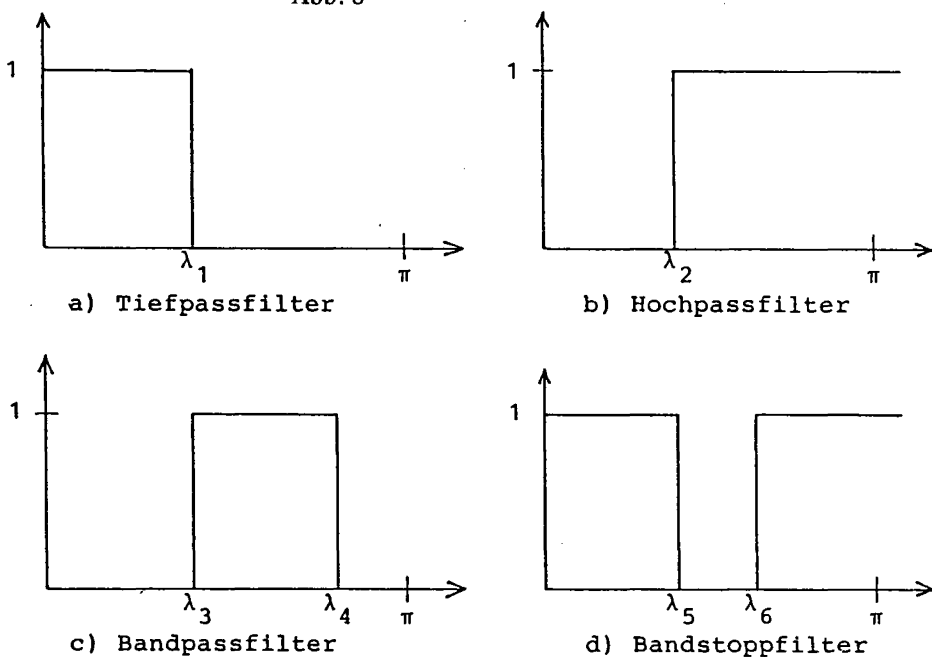 1
λ1
π
a) Tiefpassfilter
1
λ2
π
b) Hochpassfilter
1
λ3
λ4
π
c) Bandpassfilter
1
λ5
λ6
π
d) Bandstoppfilter